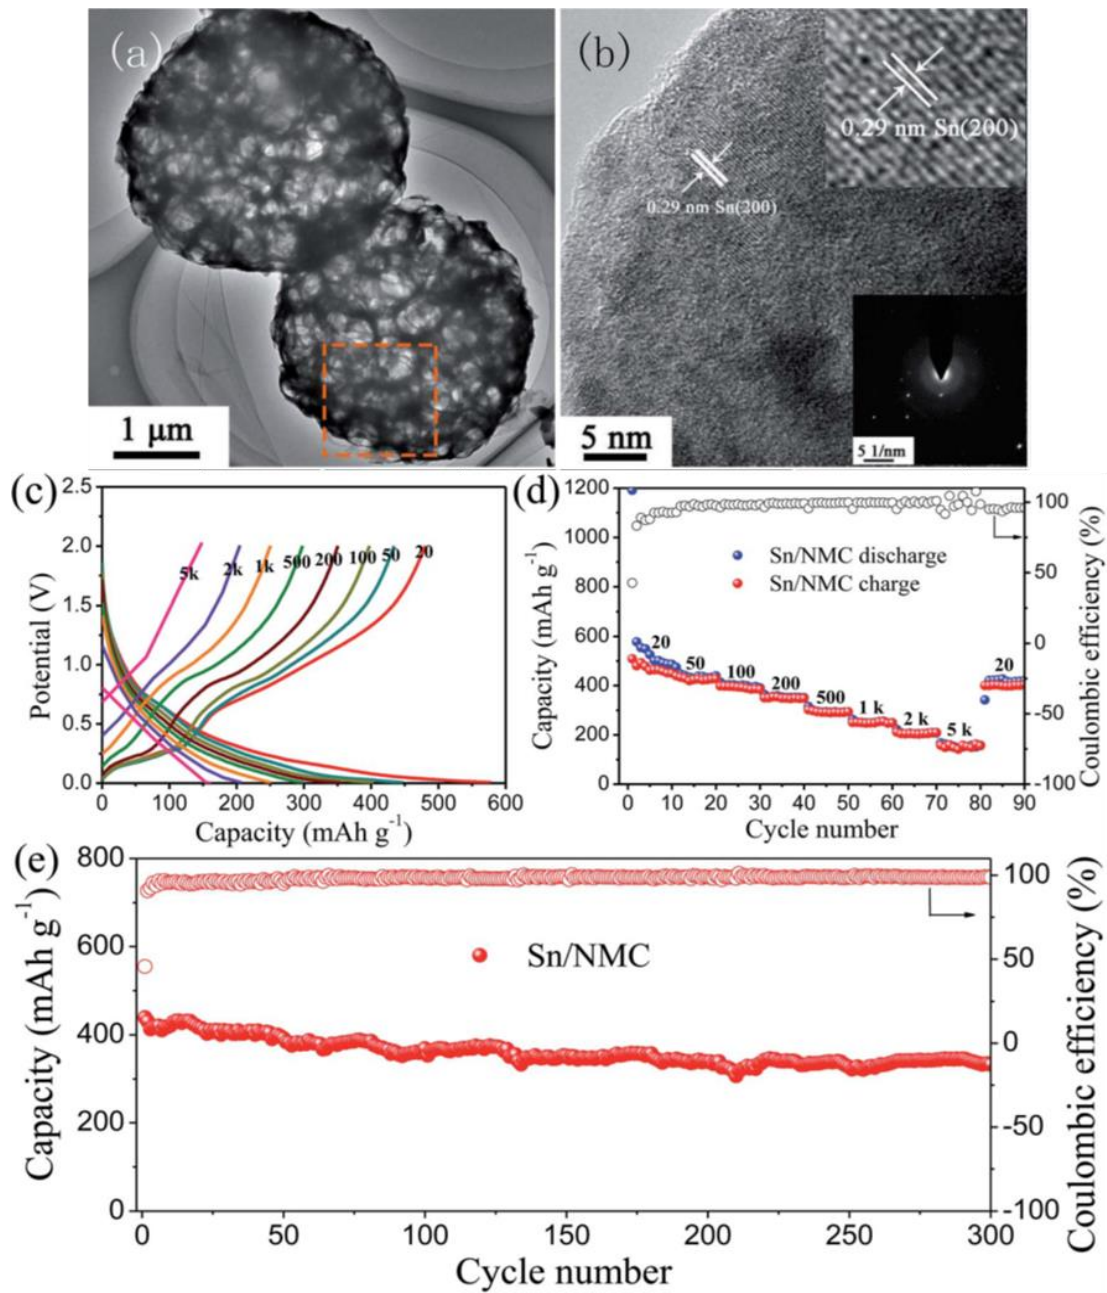 (a)
1 μm
(b)
0.29 nm Sn(200)
0.29 nm Sn(200)
5 nm
5 1/nm
(c)
2.5
2.0
1.5
1.0
0.5
0.0
Potential (V)
5k 2k 1k 500 200 100 50 20
0 100 200 300 400 500 600
Capacity (mAh g⁻¹)
(d)
1200
1000
800
600
400
200
0
Capacity (mAh g⁻¹)
Sn/NMC discharge
Sn/NMC charge
20 50 100 200 500 1 k 2 k 5 k 20
100
50
0
-50
-100
Coulombic efficiency (%)
0 10 20 30 40 50 60 70 80 90
Cycle number
(e)
800
600
400
200
0
Capacity (mAh g⁻¹)
Sn/NMC
100
50
0
-50
-100
Coulombic efficiency (%)
0 50 100 150 200 250 300
Cycle number